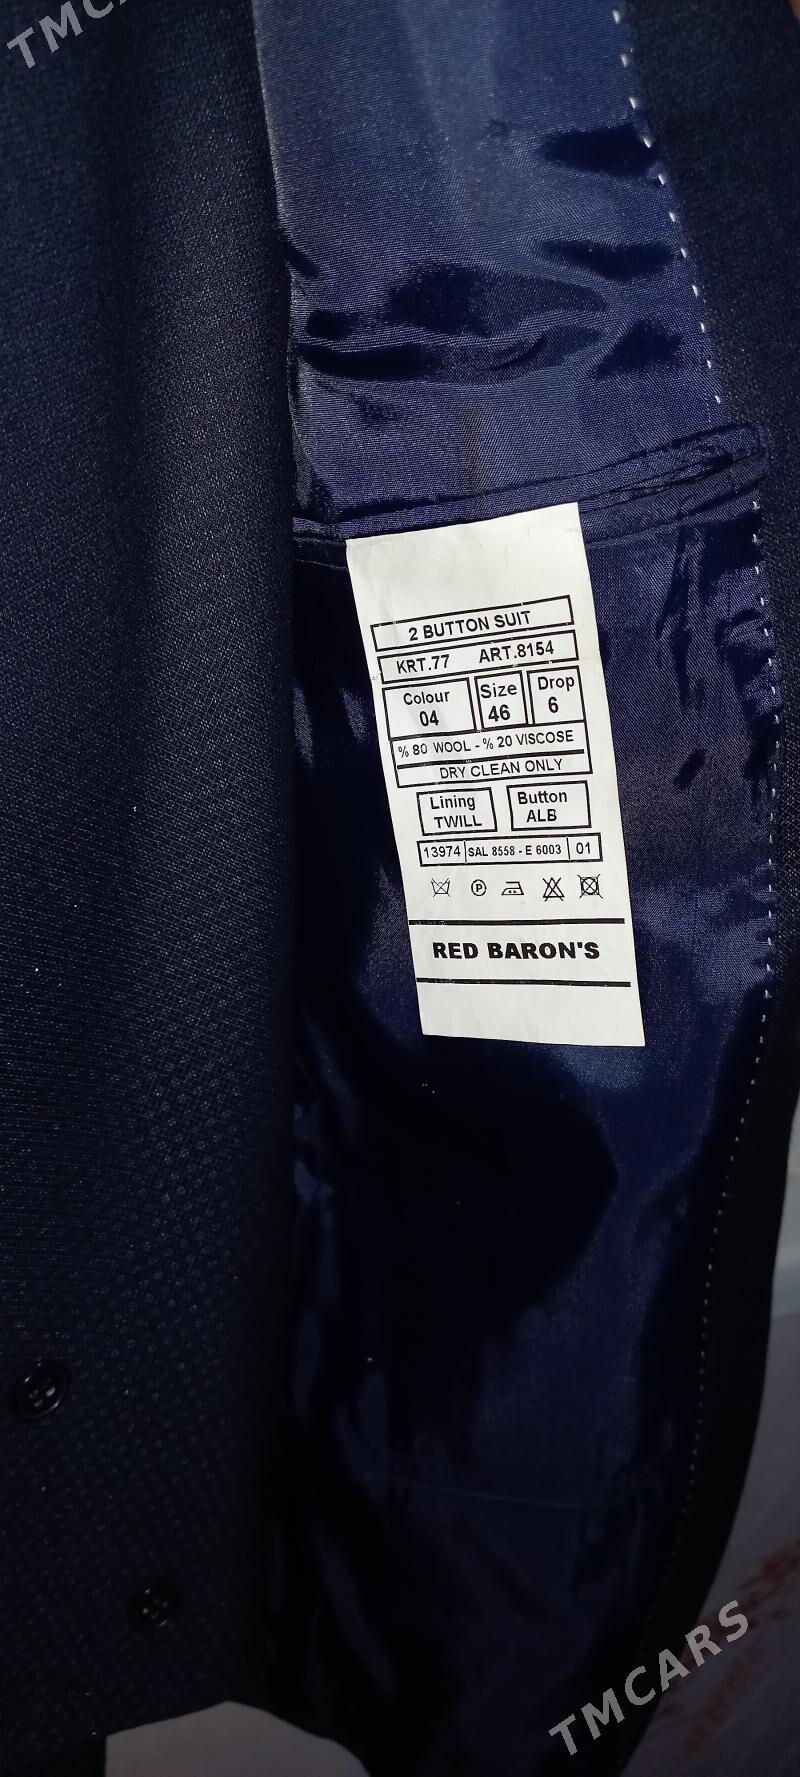 TMCA
2 BUTTON SUIT
KRT.77 ART.8154
Colour 04
Size 46
Drop 6
% 80 WOOL - % 20 VISCOSE
DRY CLEAN ONLY
Lining TWILL
Button ALB
13974 SAL 8558 - E 6003 01
P
RED BARON'S
TMCARS